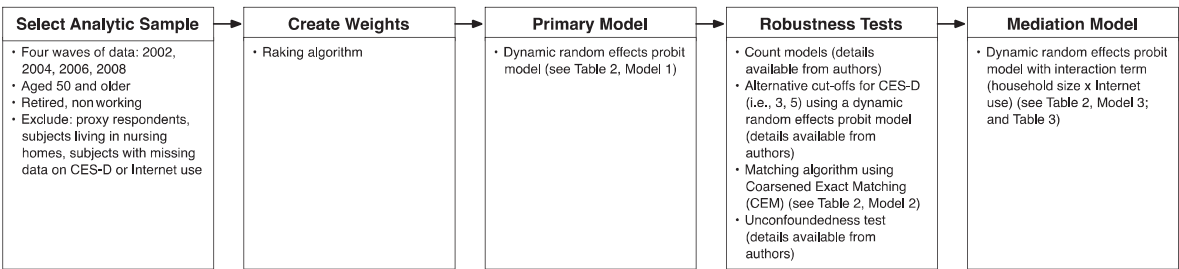 Select Analytic Sample
• Four waves of data: 2002,
2004, 2006, 2008
• Aged 50 and older
• Retired, non working
• Exclude: proxy respondents,
subjects living in nursing
homes, subjects with missing
data on CES-D or Internet use
Create Weights
• Raking algorithm
Primary Model
• Dynamic random effects probit
model (see Table 2, Model 1)
Robustness Tests
• Count models (details
available from authors)
• Alternative cut-offs for CES-D
(i.e., 3, 5) using a dynamic
random effects probit model
(details available from
authors)
• Matching algorithm using
Coarsened Exact Matching
(CEM) (see Table 2, Model 2)
• Unconfoundedness test
(details available from
authors)
Mediation Model
• Dynamic random effects probit
model with interaction term
(household size x Internet
use) (see Table 2, Model 3;
and Table 3)